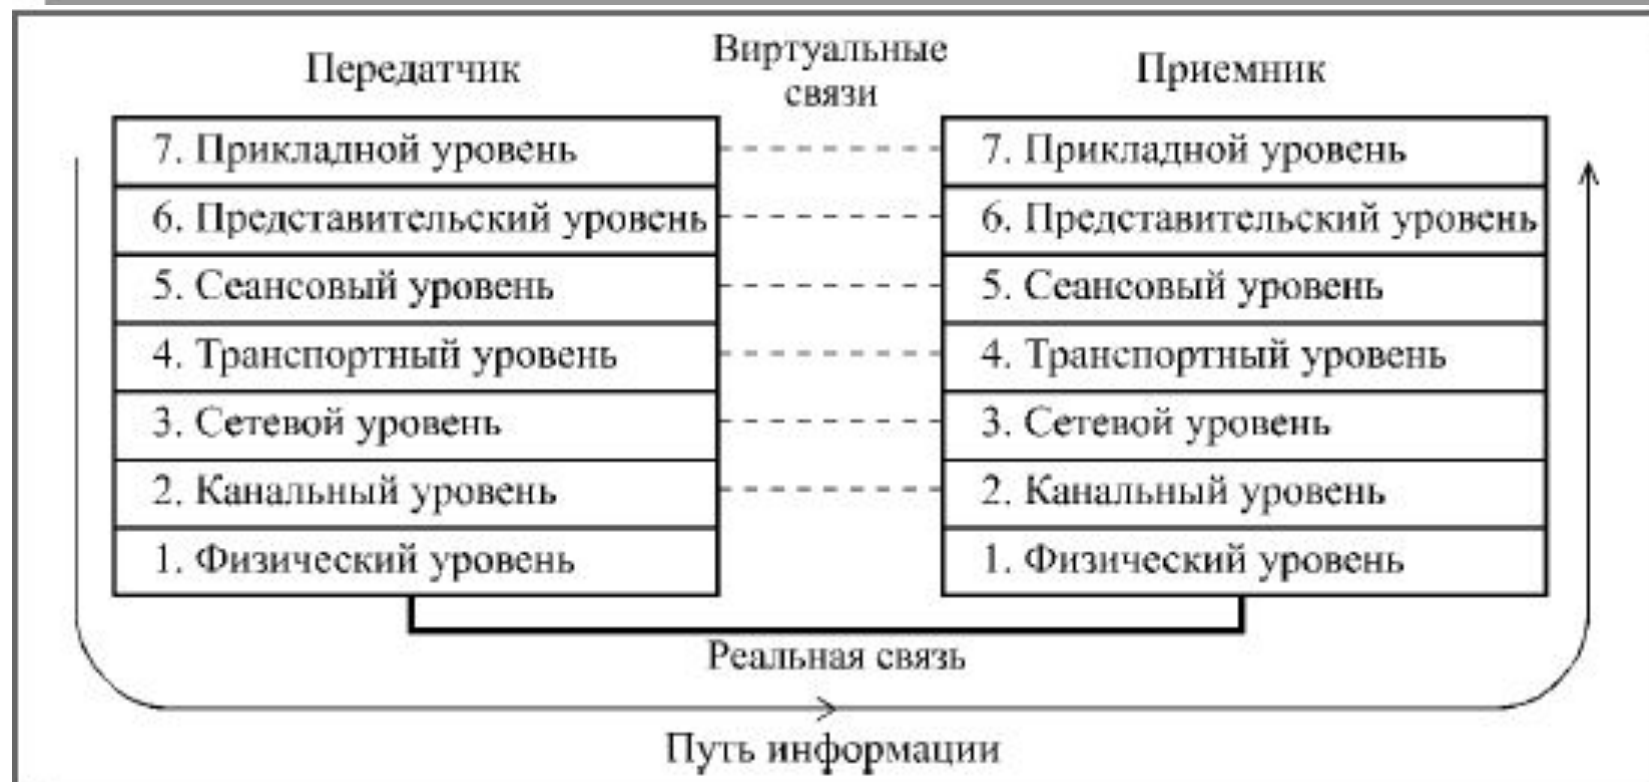 Передатчик
Виртуальные
связи
Приемник
7. Прикладной уровень
6. Представительский уровень
5. Сеансовый уровень
4. Транспортный уровень
3. Сетевой уровень
2. Канальный уровень
1. Физический уровень
7. Прикладной уровень
6. Представительский уровень
5. Сеансовый уровень
4. Транспортный уровень
3. Сетевой уровень
2. Канальный уровень
1. Физический уровень
Реальная связь
Путь информации